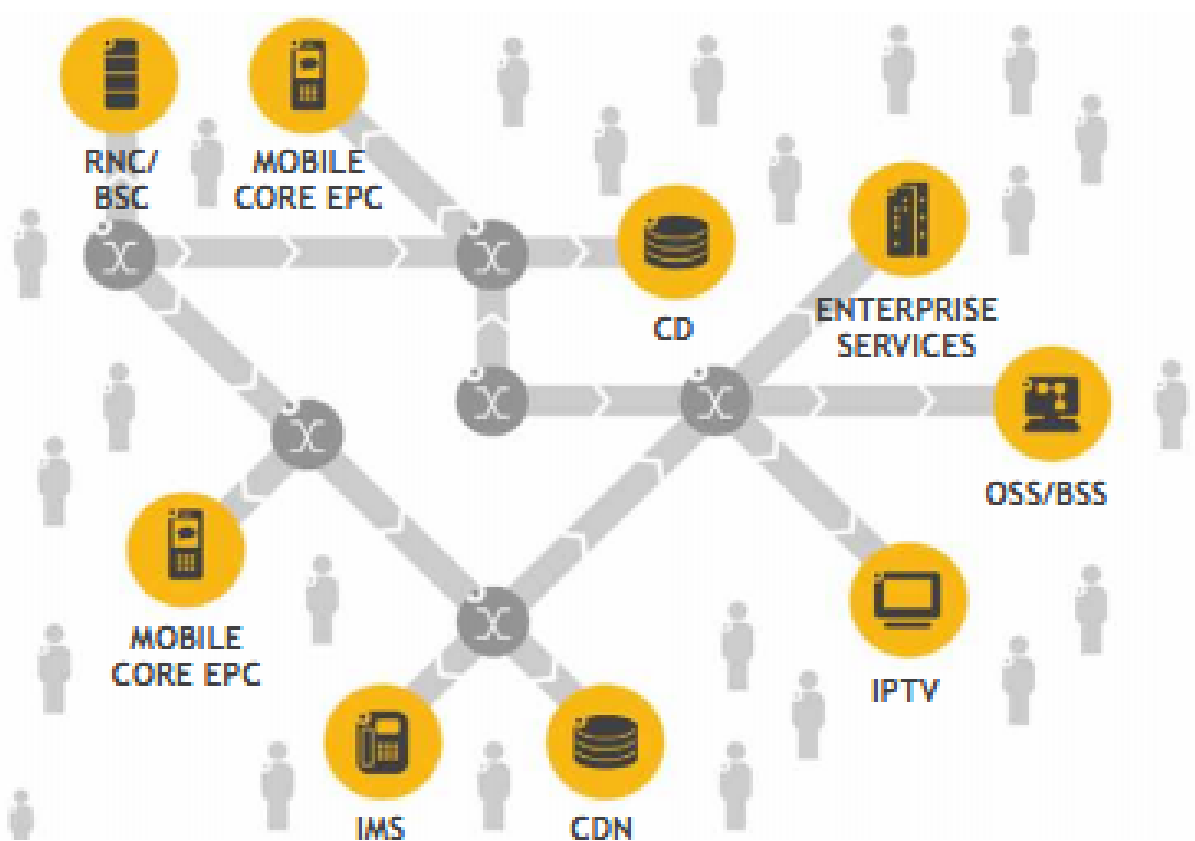 RNC/
BSC
MOBILE
CORE EPC
CD
ENTERPRISE
SERVICES
OSS/BSS
MOBILE
CORE EPC
IPTV
IMS
CDN